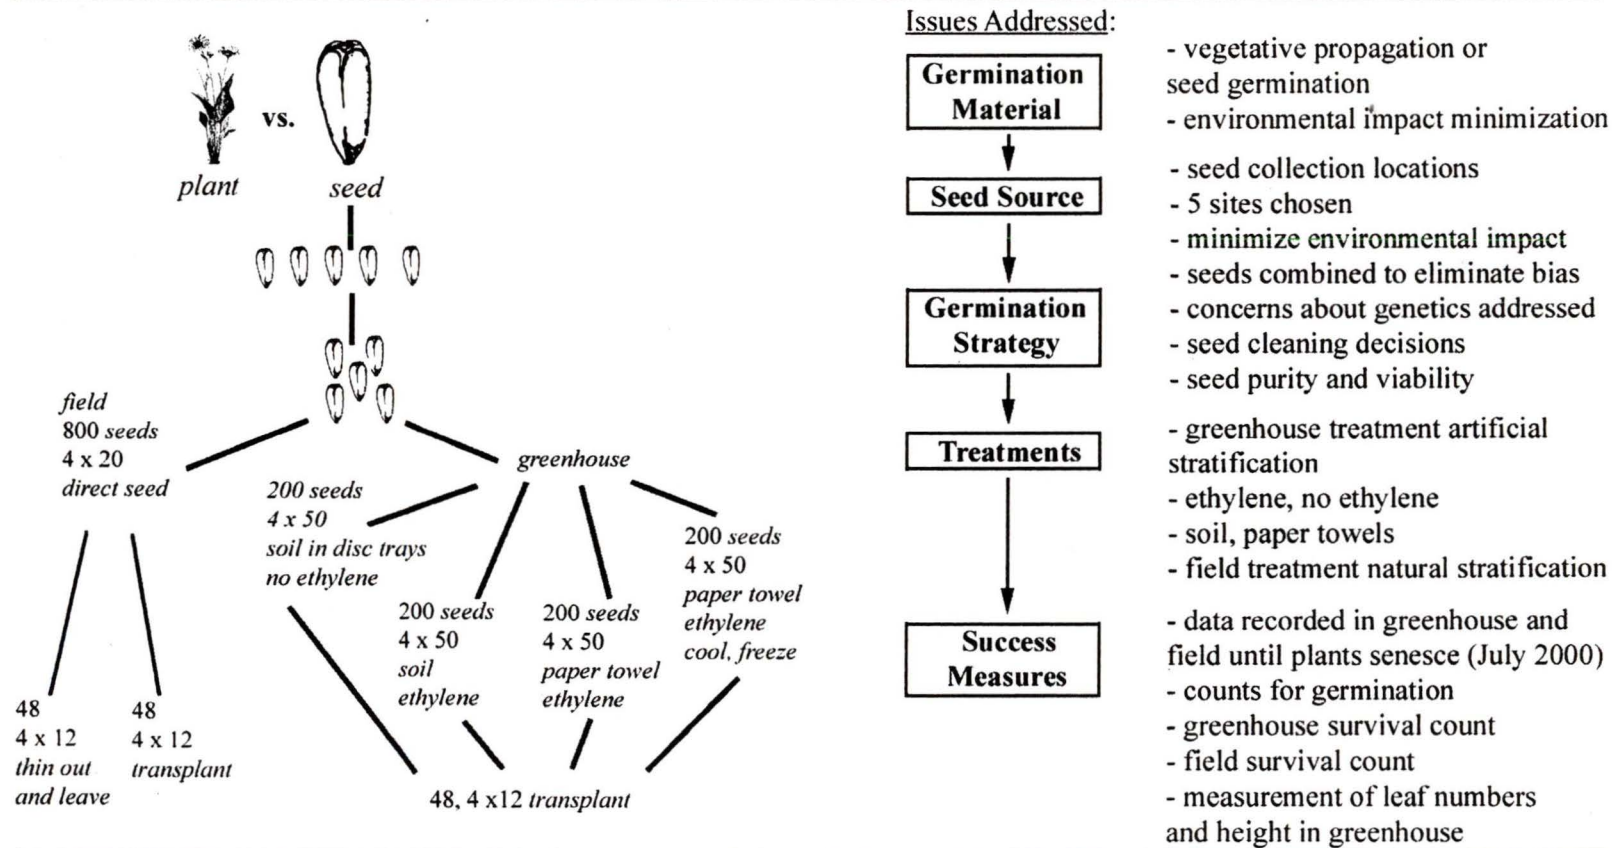 plant
vs.
seed
field
800 seeds
4 x 20
direct seed
greenhouse
200 seeds
4 x 50
soil in disc trays
no ethylene
200 seeds
4 x 50
soil
ethylene
200 seeds
4 x 50
paper towel
ethylene
200 seeds
4 x 50
paper towel
ethylene
cool, freeze
48
4 x 12
thin out
and leave
48
4 x 12
transplant
48, 4 x12 transplant
Issues Addressed:
Germination
Material
- vegetative propagation or
seed germination
- environmental impact minimization
Seed Source
- seed collection locations
- 5 sites chosen
- minimize environmental impact
- seeds combined to eliminate bias
Germination
Strategy
- concerns about genetics addressed
- seed cleaning decisions
- seed purity and viability
Treatments
- greenhouse treatment artificial
stratification
- ethylene, no ethylene
- soil, paper towels
- field treatment natural stratification
Success
Measures
- data recorded in greenhouse and
field until plants senesce (July 2000)
- counts for germination
- greenhouse survival count
- field survival count
- measurement of leaf numbers
and height in greenhouse